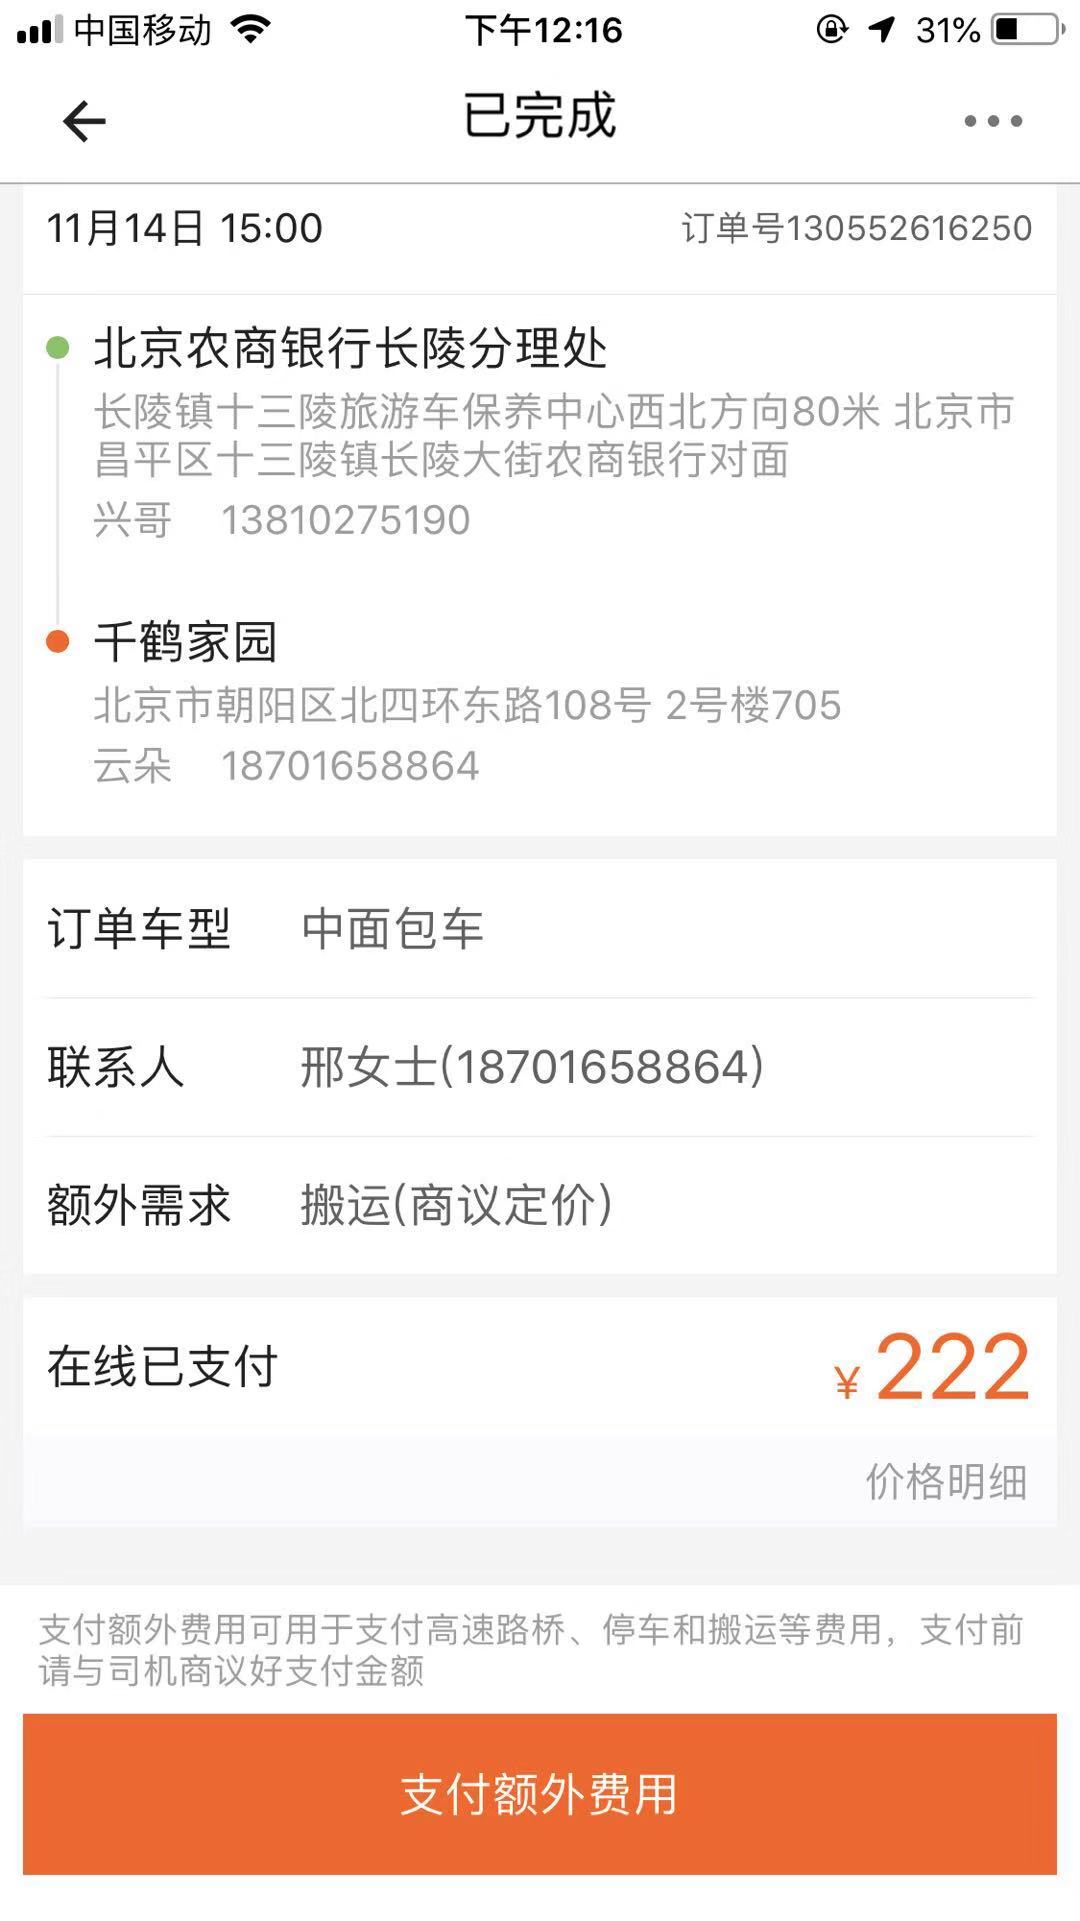 中国移动 下午12:16 31%
已完成
11月14日 15:00 订单号130552616250
北京农商银行长陵分理处
长陵镇十三陵旅游车保养中心西北方向80米 北京市
昌平区十三陵镇长陵大街农商银行对面
兴哥 13810275190
千鹤家园
北京市朝阳区北四环东路108号 2号楼705
云朵 18701658864
订单车型 中面包车
联系人 邢女士(18701658864)
额外需求 搬运(商议定价)
在线已支付 ¥222
价格明细
支付额外费用可用于支付高速路桥、停车和搬运等费用，支付前
请与司机商议好支付金额
支付额外费用